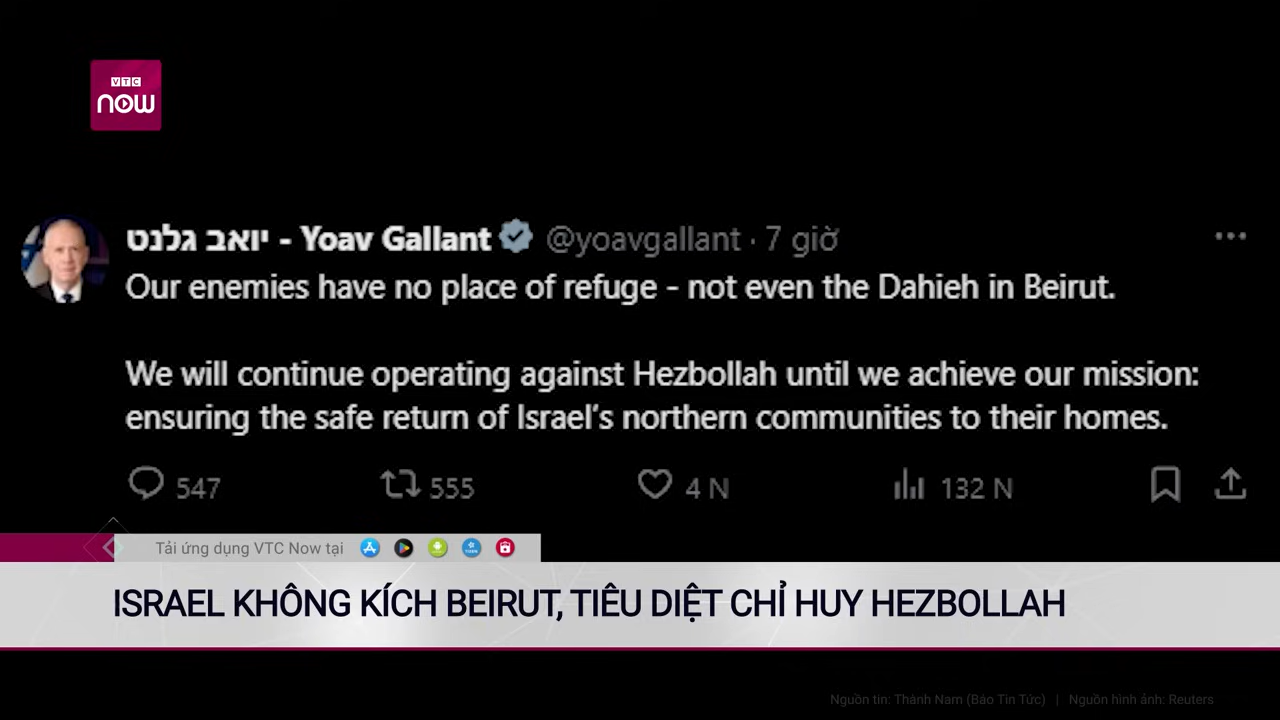 VTC
now
יואב גלנט - Yoav Gallant @yoavgallant · 7 giờ
Our enemies have no place of refuge - not even the Dahieh in Beirut.
We will continue operating against Hezbollah until we achieve our mission:
ensuring the safe return of Israel's northern communities to their homes.
547 555 4 N 132 N
Tải ứng dụng VTC Now tại
ISRAEL KHÔNG KÍCH BEIRUT, TIÊU DIỆT CHỈ HUY HEZBOLLAH
Nguồn tin: Thành Nam (Báo Tin Tức) | Nguồn hình ảnh: Reuters